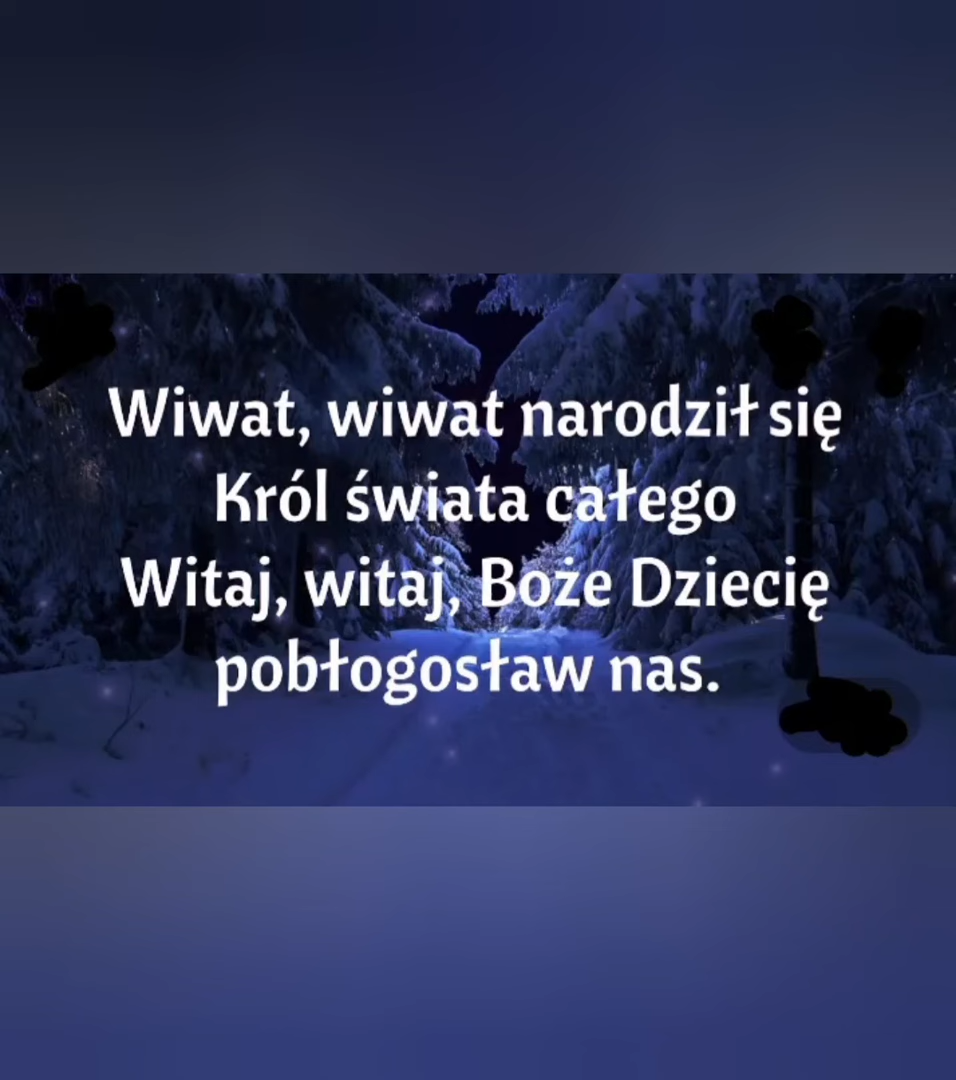 Wiwat, wiwat narodził się
Król świata całego
Witaj, witaj, Boże Dziecię
pobłogosław nas.